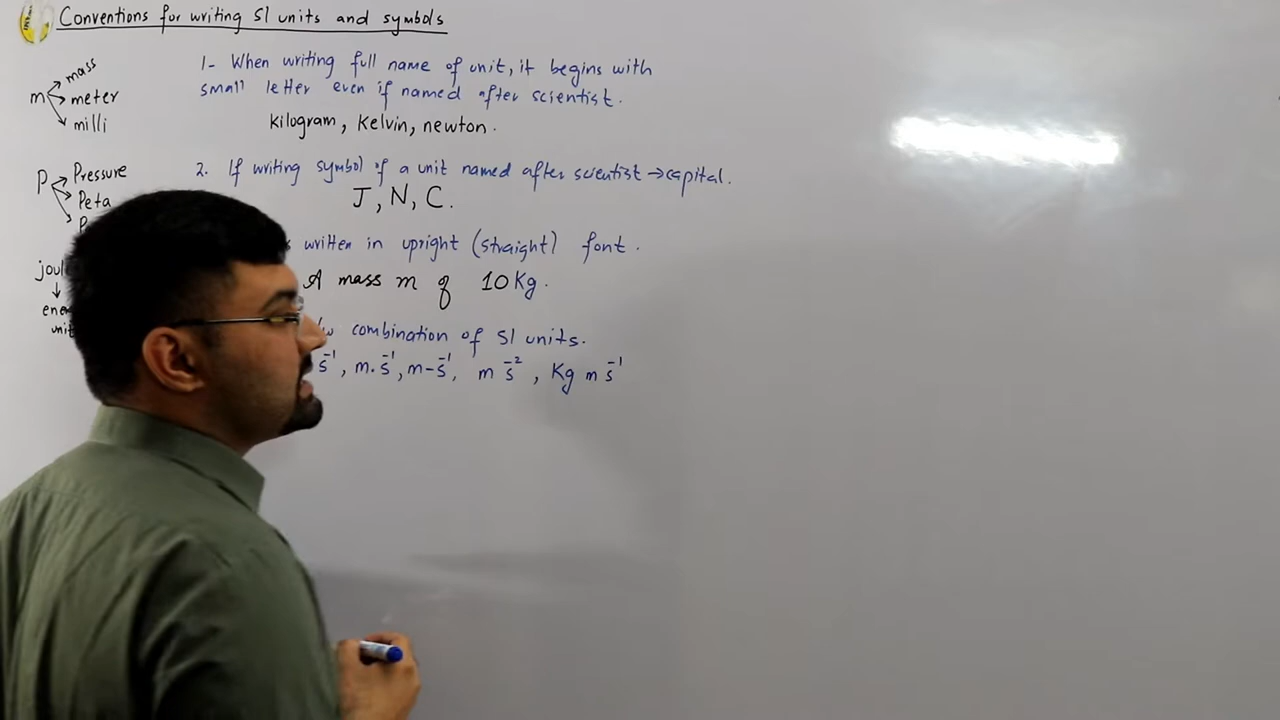 Conventions for writing SI units and symbols
m
mass
meter
milli
1- When writing full name of unit, it begins with
small letter even if named after scientist.
kilogram, kelvin, newton.
P
Pressure
Peta
2. If writing symbol of a unit named after scientist → capital.
J, N, C.
written in upright (straight) font.
A mass m of 10 Kg.
joul
↓
combination of SI units.
s⁻¹, m. s⁻¹, m-s⁻¹, m s⁻², Kg m s⁻¹